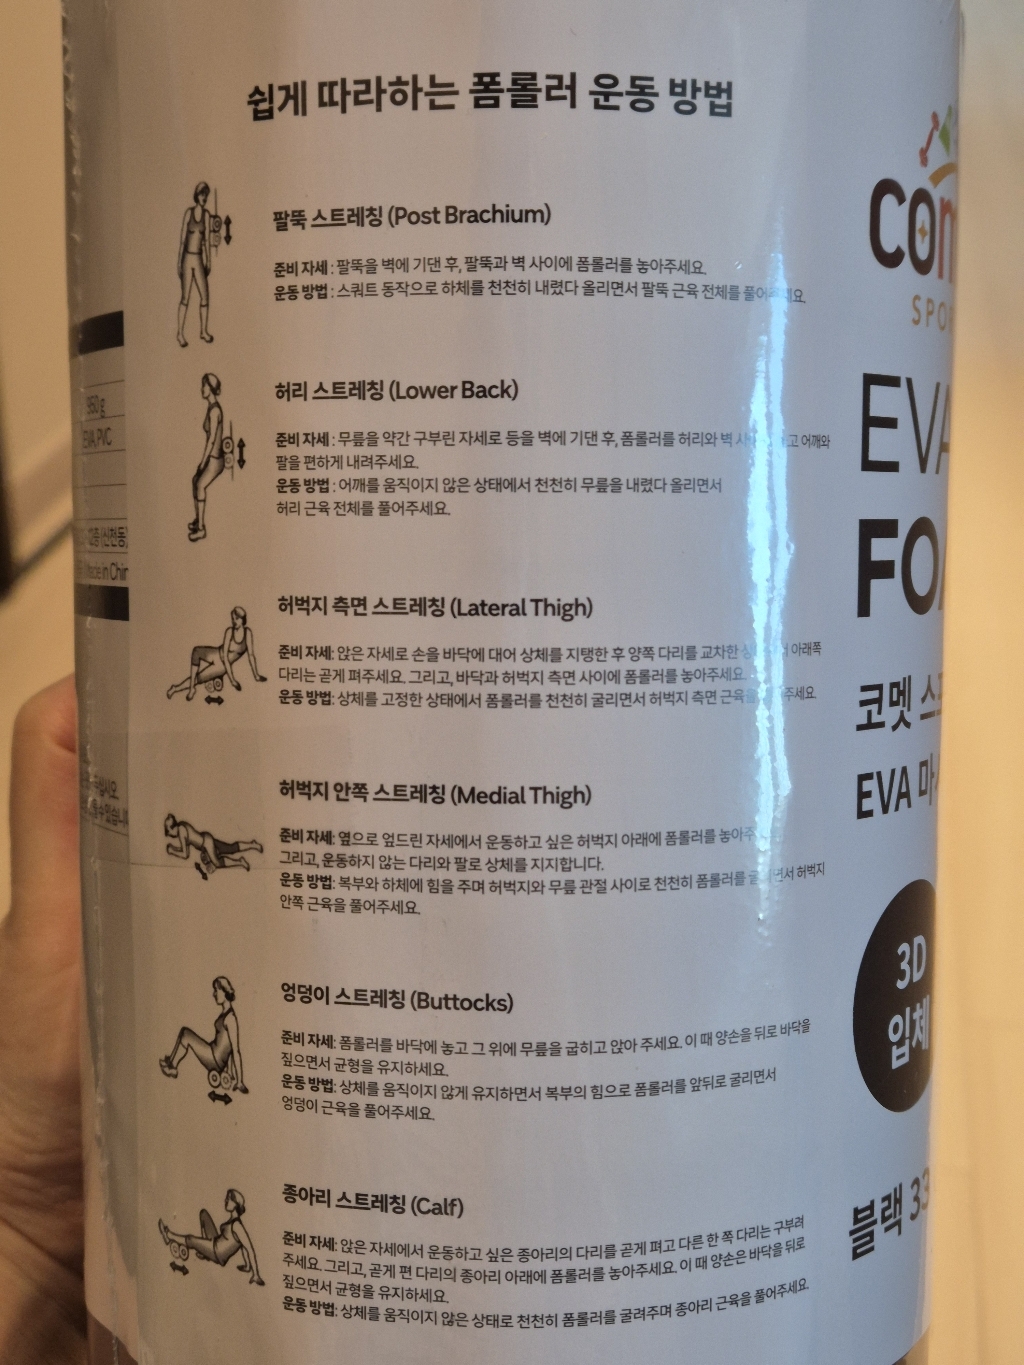 쉽게 따라하는 폼롤러 운동 방법
팔뚝 스트레칭 (Post Brachium)
준비 자세 : 팔뚝을 벽에 기댄 후, 팔뚝과 벽 사이에 폼롤러를 놓아주세요.
운동 방법 : 스쿼트 동작으로 하체를 천천히 내렸다 올리면서 팔뚝 근육 전체를
허리 스트레칭 (Lower Back)
준비 자세 : 무릎을 약간 구부린 자세로 등을 벽에 기댄 후, 폼롤러를 허리와 벽 어깨와
팔을 편하게 내려주세요.
운동 방법 : 어깨를 움직이지 않은 상태에서 천천히 무릎을 내렸다 올리면서
허리 근육 전체를 풀어주세요.
허벅지 측면 스트레칭 (Lateral Thigh)
준비 자세: 앉은 자세로 손을 바닥에 대어 상체를 지탱한 후 양쪽 다리를 교차한 아래쪽
다리는 곧게 펴주세요. 그리고, 바닥과 허벅지 측면 사이에 폼롤러를 놓아주세요.
운동 방법: 상체를 고정한 상태에서 폼롤러를 천천히 굴리면서 허벅지 측면
허벅지 안쪽 스트레칭 (Medial Thigh)
준비 자세: 옆으로 엎드린 자세에서 운동하고 싶은 허벅지 아래에 폼롤러를
그리고, 운동하지 않는 다리와 팔로 상체를 지지합니다.
운동 방법: 복부와 하체에 힘을 주며 허벅지와 무릎 관절 사이로 천천히 폼롤러를 허벅지
안쪽 근육을 풀어주세요.
엉덩이 스트레칭 (Buttocks)
준비 자세: 폼롤러를 바닥에 놓고 그 위에 무릎을 굽히고 앉아 주세요. 이 때 양손을 뒤로 바닥을
짚으면서 균형을 유지하세요.
운동 방법: 상체를 움직이지 않게 유지하면서 복부의 힘으로 폼롤러를 앞뒤로 굴리면서
엉덩이 근육을 풀어주세요.
종아리 스트레칭 (Calf)
준비 자세: 앉은 자세에서 운동하고 싶은 종아리의 다리를 곧게 펴고 다른 한 쪽 다리는 구부려
주세요. 그리고, 곧게 편 다리의 종아리 아래에 폼롤러를 놓아주세요. 이 때 양손은 바닥을 뒤로
짚으면서 균형을 유지하세요.
운동 방법: 상체를 움직이지 않은 상태로 천천히 폼롤러를 굴려주며 종아리 근육을 풀어주세요.
EVA
코멧
EVA
3D
입체
블랙 33
950 g
EVA, PVC
(신천동)
Made in